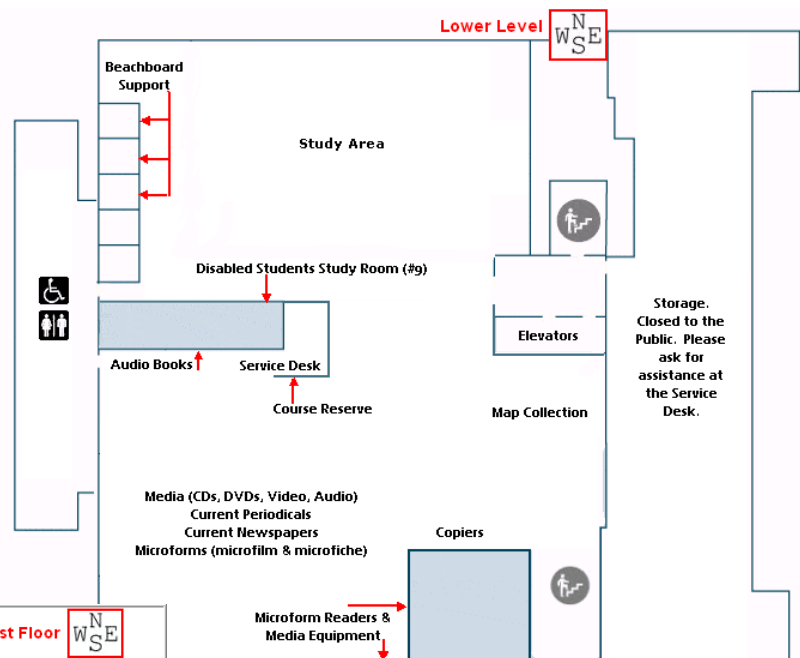 Lower Level
N
W E
S
Beachboard
Support
Study Area
Disabled Students Study Room (#9)
Storage.
Closed to the
Public. Please
ask for
assistance at
the Service
Desk.
Elevators
Audio Books
Service Desk
Course Reserve
Map Collection
Media (CDs, DVDs, Video, Audio)
Current Periodicals
Current Newspapers
Microforms (microfilm & microfiche)
Copiers
Microform Readers &
Media Equipment
st Floor
N
W E
S